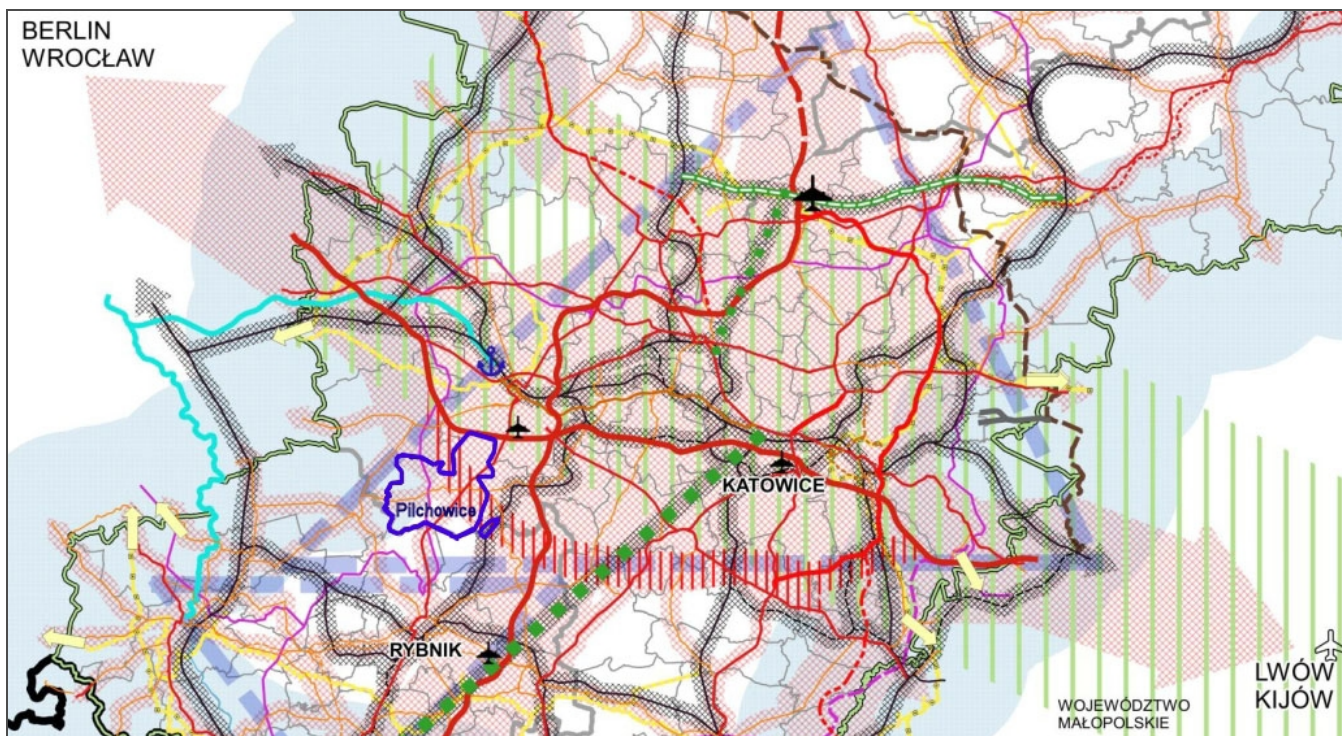 BERLIN
WROCŁAW
Pilchowice
KATOWICE
RYBNIK
LWÓW
KIJÓW
WOJEWÓDZTWO
MAŁOPOLSKIE